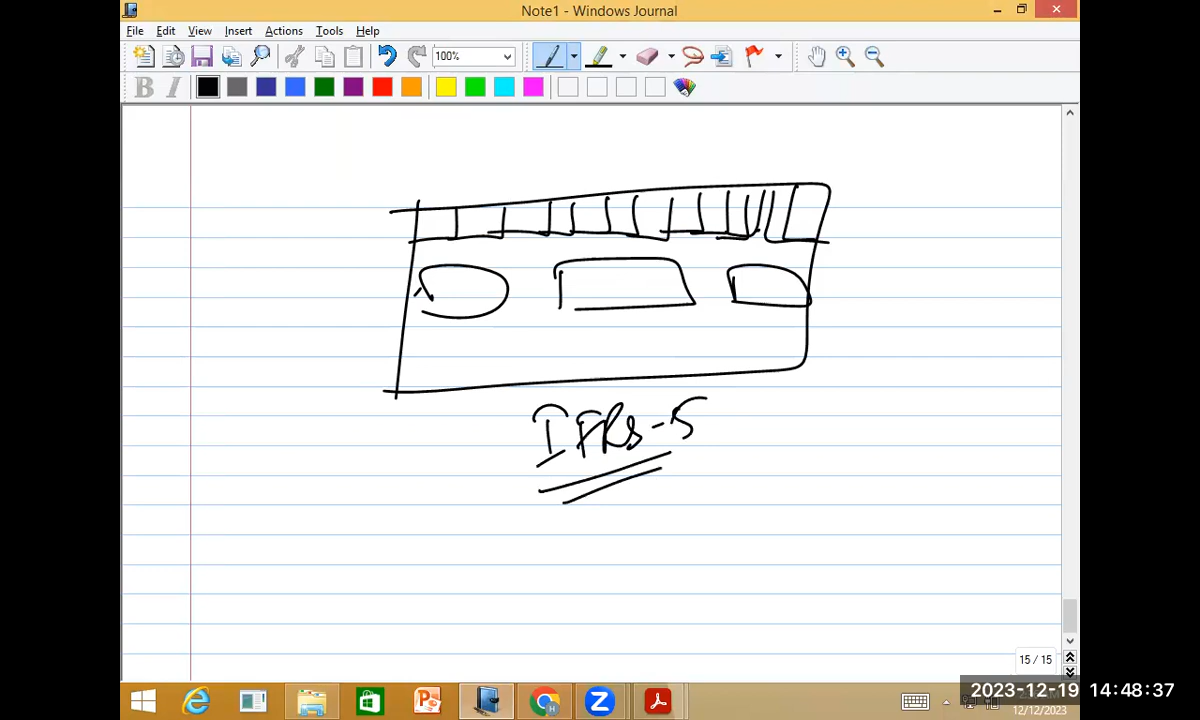 Note1 - Windows Journal
File Edit View Insert Actions Tools Help
100%
B I
IFRS-5
15 / 15
2023-12-19 14:48:37
12/12/2023